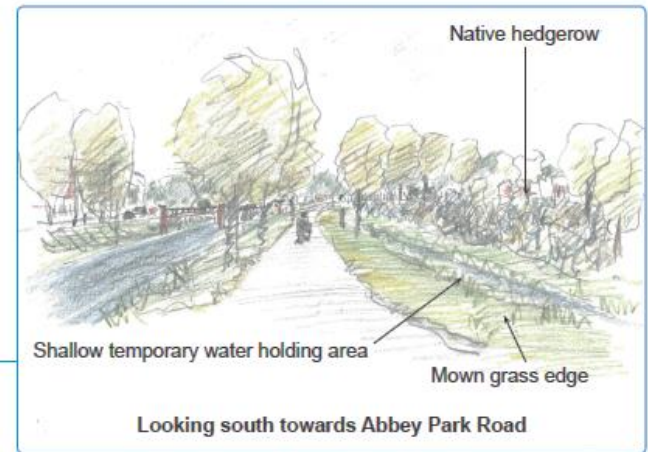 Native hedgerow
Shallow temporary water holding area
Mown grass edge
Looking south towards Abbey Park Road